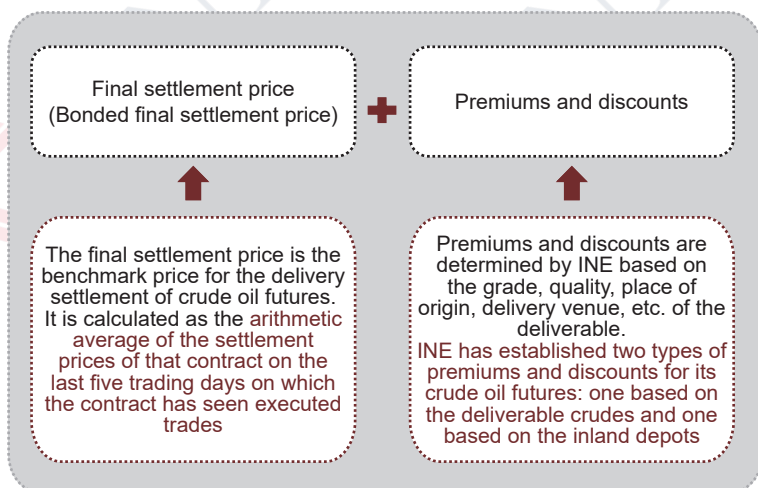 Final settlement price
(Bonded final settlement price)
Premiums and discounts
The final settlement price is the
benchmark price for the delivery
settlement of crude oil futures.
It is calculated as the arithmetic
average of the settlement
prices of that contract on the
last five trading days on which
the contract has seen executed
trades
Premiums and discounts are
determined by INE based on
the grade, quality, place of
origin, delivery venue, etc. of the
deliverable.
INE has established two types of
premiums and discounts for its
crude oil futures: one based on
the deliverable crudes and one
based on the inland depots